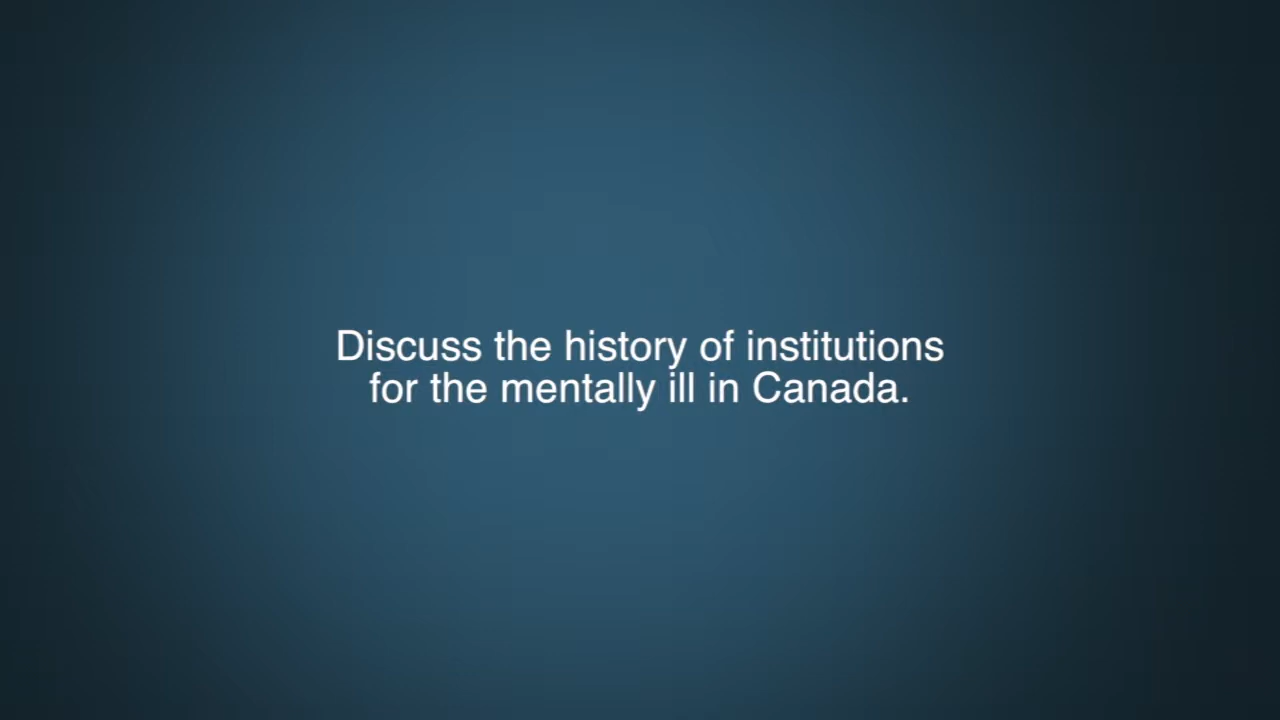 Discuss the history of institutions
for the mentally ill in Canada.